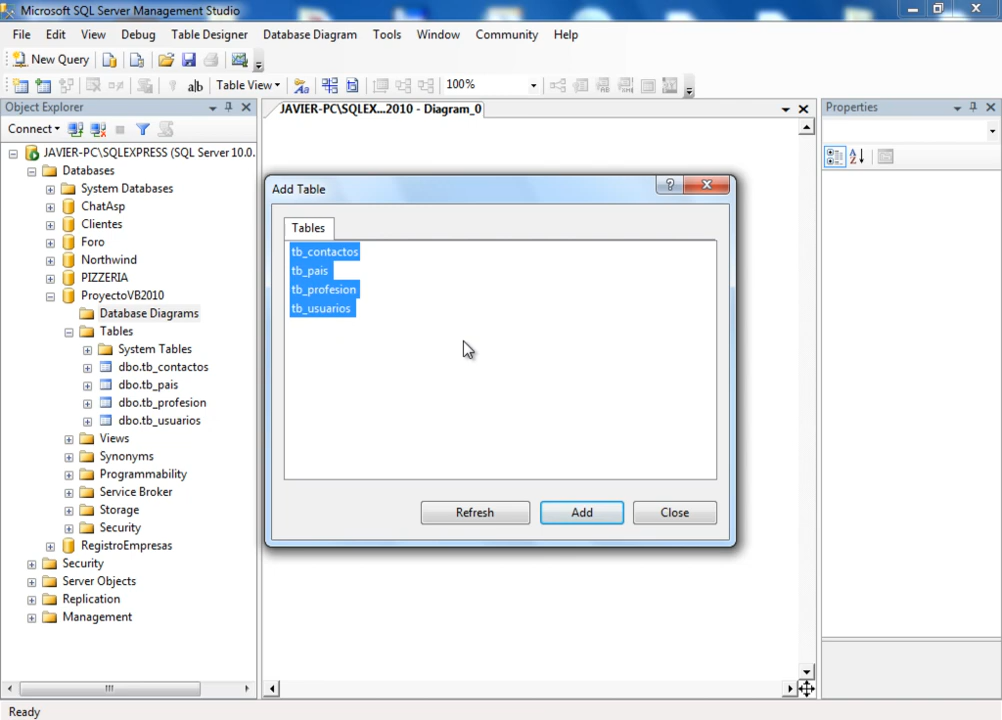 Microsoft SQL Server Management Studio
File Edit View Debug Table Designer Database Diagram Tools Window Community Help
New Query
Table View 100%
Object Explorer
JAVIER-PC\SQLEX...2010 - Diagram_0
Properties
Connect
JAVIER-PC\SQLEXPRESS (SQL Server 10.0.
Databases
System Databases
ChatAsp
Clientes
Foro
Northwind
PIZZERIA
ProyectoVB2010
Database Diagrams
Tables
System Tables
dbo.tb_contactos
dbo.tb_pais
dbo.tb_profesion
dbo.tb_usuarios
Views
Synonyms
Programmability
Service Broker
Storage
Security
RegistroEmpresas
Security
Server Objects
Replication
Management
Add Table
Tables
tb_contactos
tb_pais
tb_profesion
tb_usuarios
Refresh Add Close
Ready